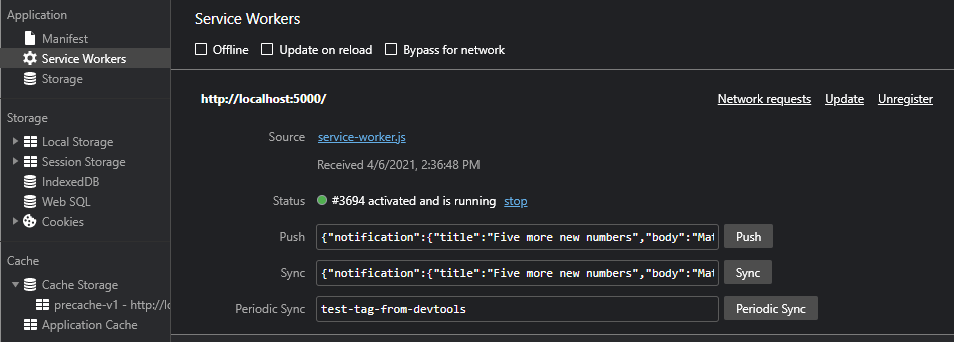 Application
Manifest
Service Workers
Storage
Storage
Local Storage
Session Storage
IndexedDB
Web SQL
Cookies
Cache
Cache Storage
precache-v1 - http://lo
Application Cache
Service Workers
Offline Update on reload Bypass for network
http://localhost:5000/ Network requests Update Unregister
Source service-worker.js
Received 4/6/2021, 2:36:48 PM
Status #3694 activated and is running stop
Push {"notification":{"title":"Five more new numbers","body":"Mat Push
Sync {"notification":{"title":"Five more new numbers","body":"Mat Sync
Periodic Sync test-tag-from-devtools Periodic Sync